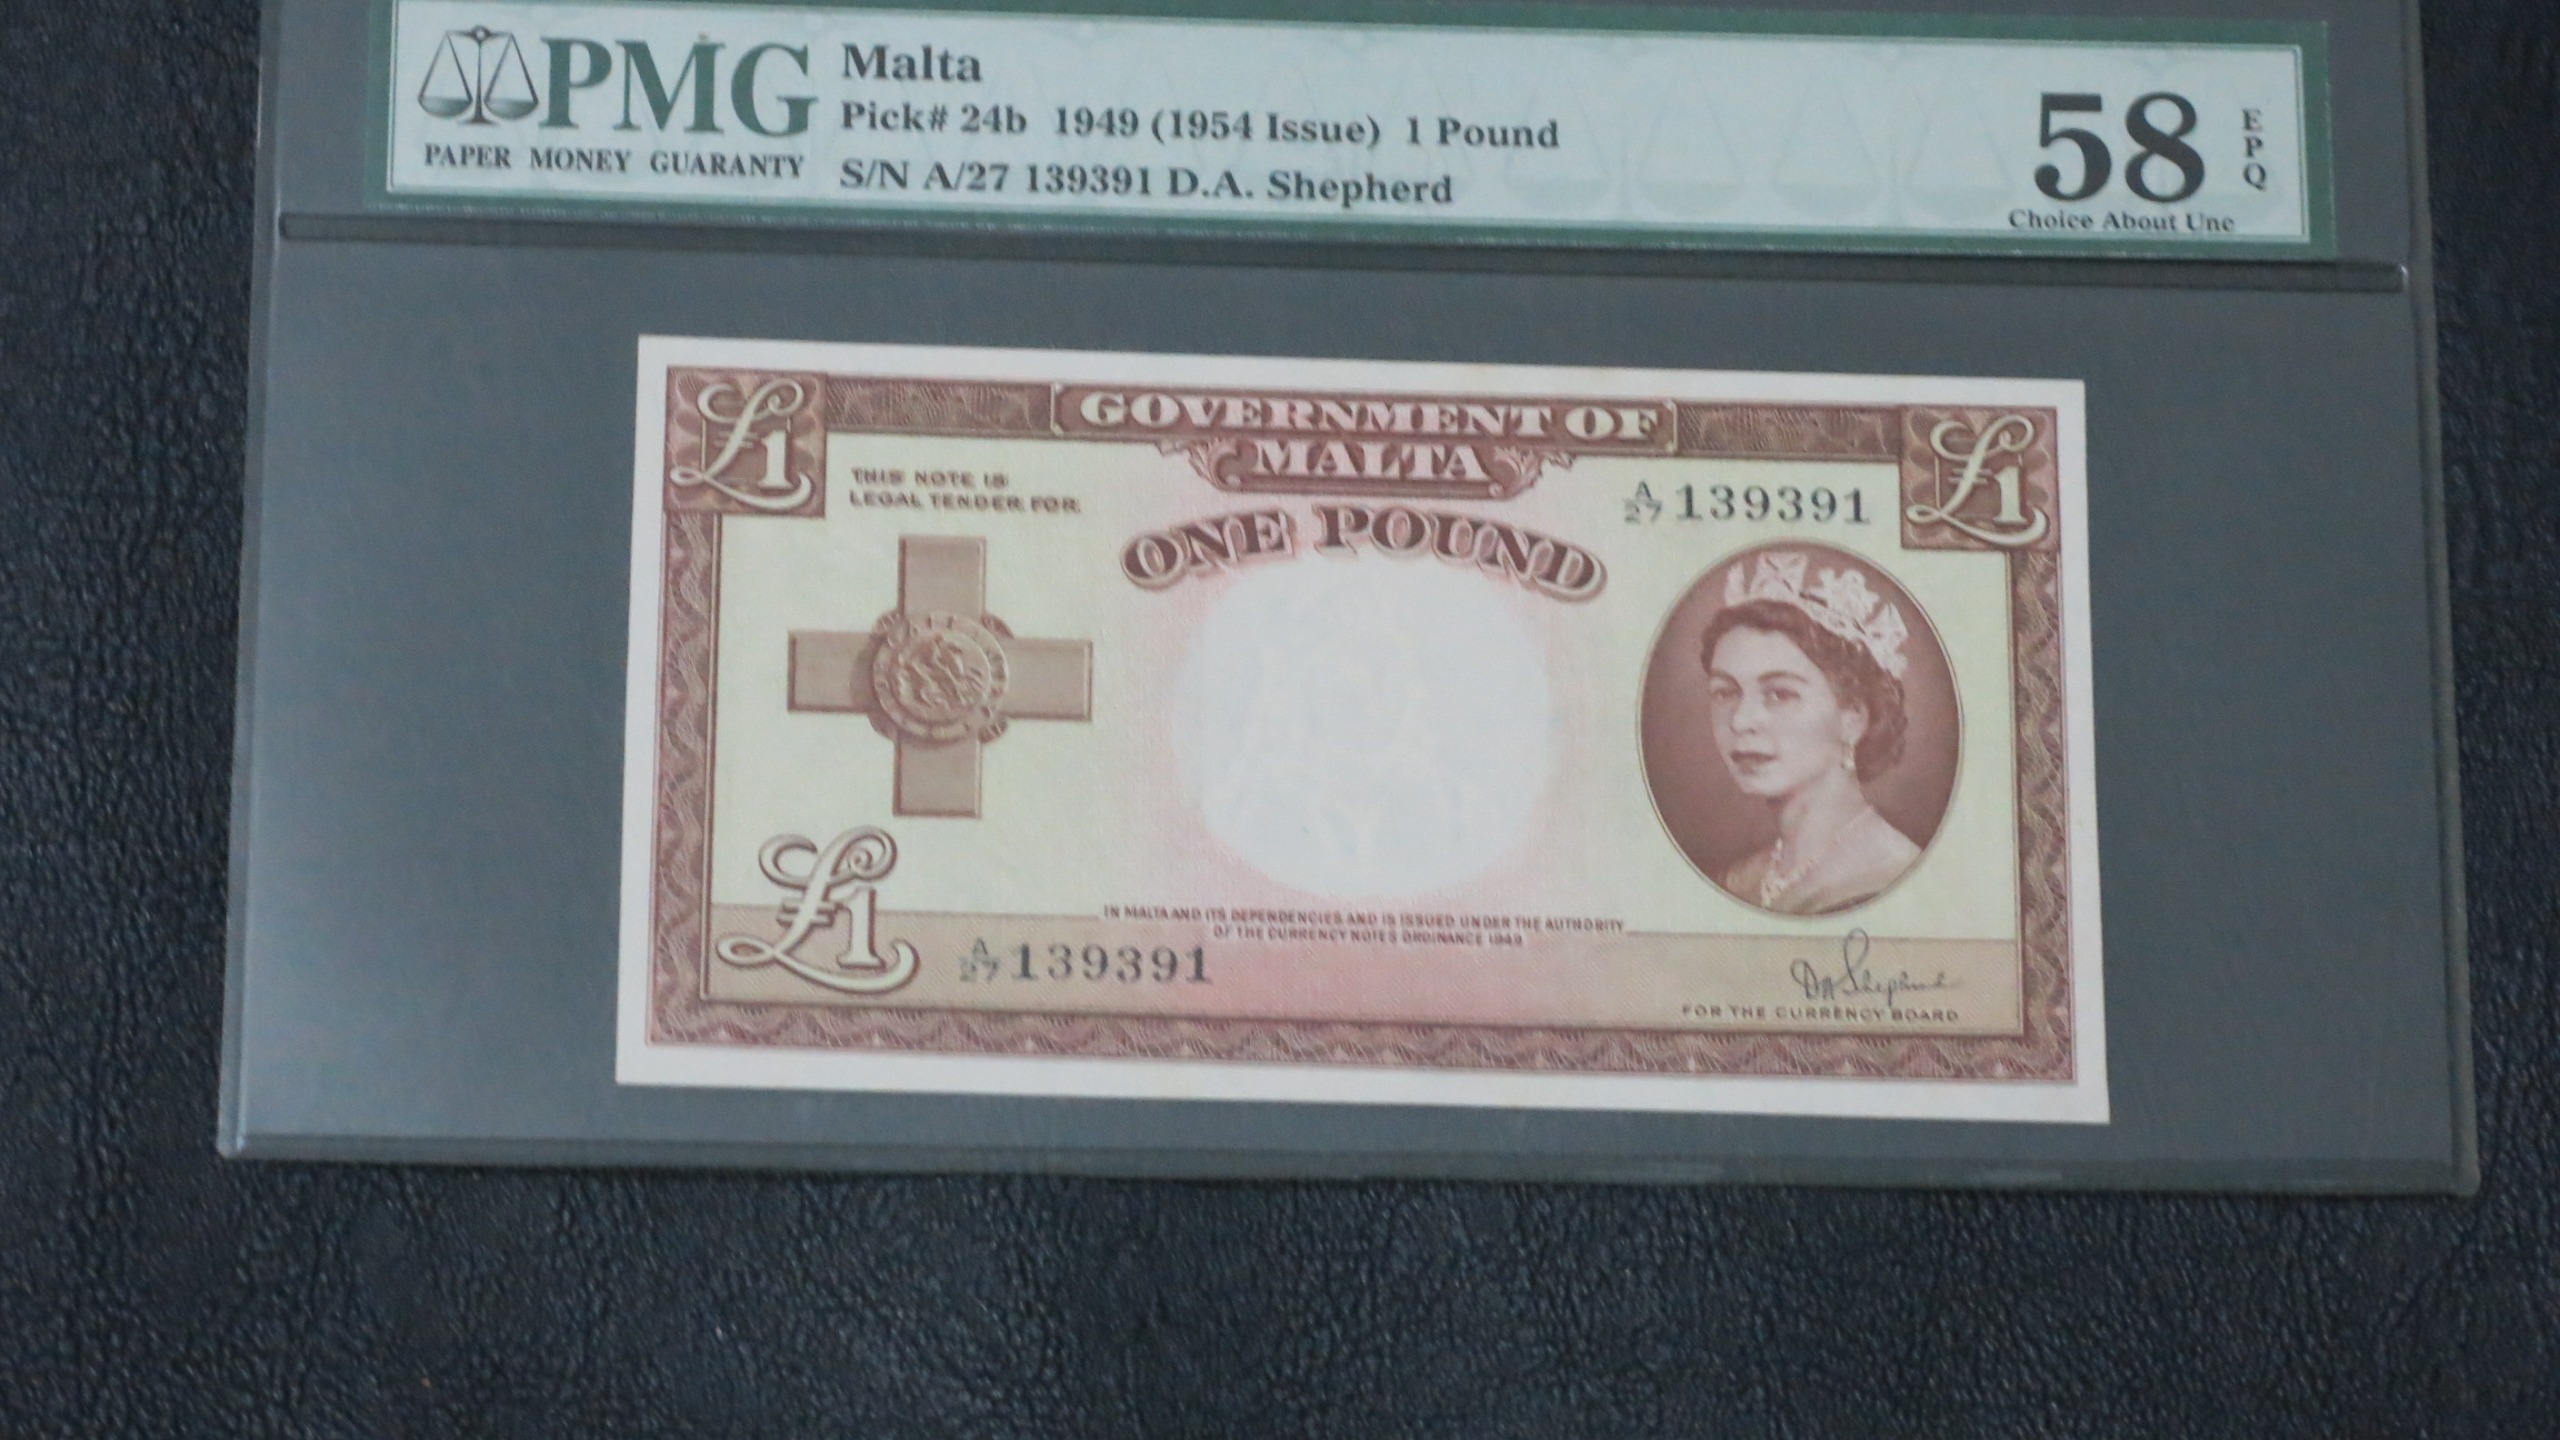 PMG
PAPER MONEY GUARANTY
Malta
Pick# 24b 1949 (1954 Issue) 1 Pound
S/N A/27 139391 D.A. Shepherd
58
EPQ
Choice About Unc
£1
GOVERNMENT OF
MALTA
£1
THIS NOTE IS
LEGAL TENDER FOR
A/27 139391
ONE POUND
£1
IN MALTA AND ITS DEPENDENCIES AND IS ISSUED UNDER THE AUTHORITY
OF THE CURRENCY NOTES ORDINANCE 1949
A/27 139391
DA Shepherd
FOR THE CURRENCY BOARD